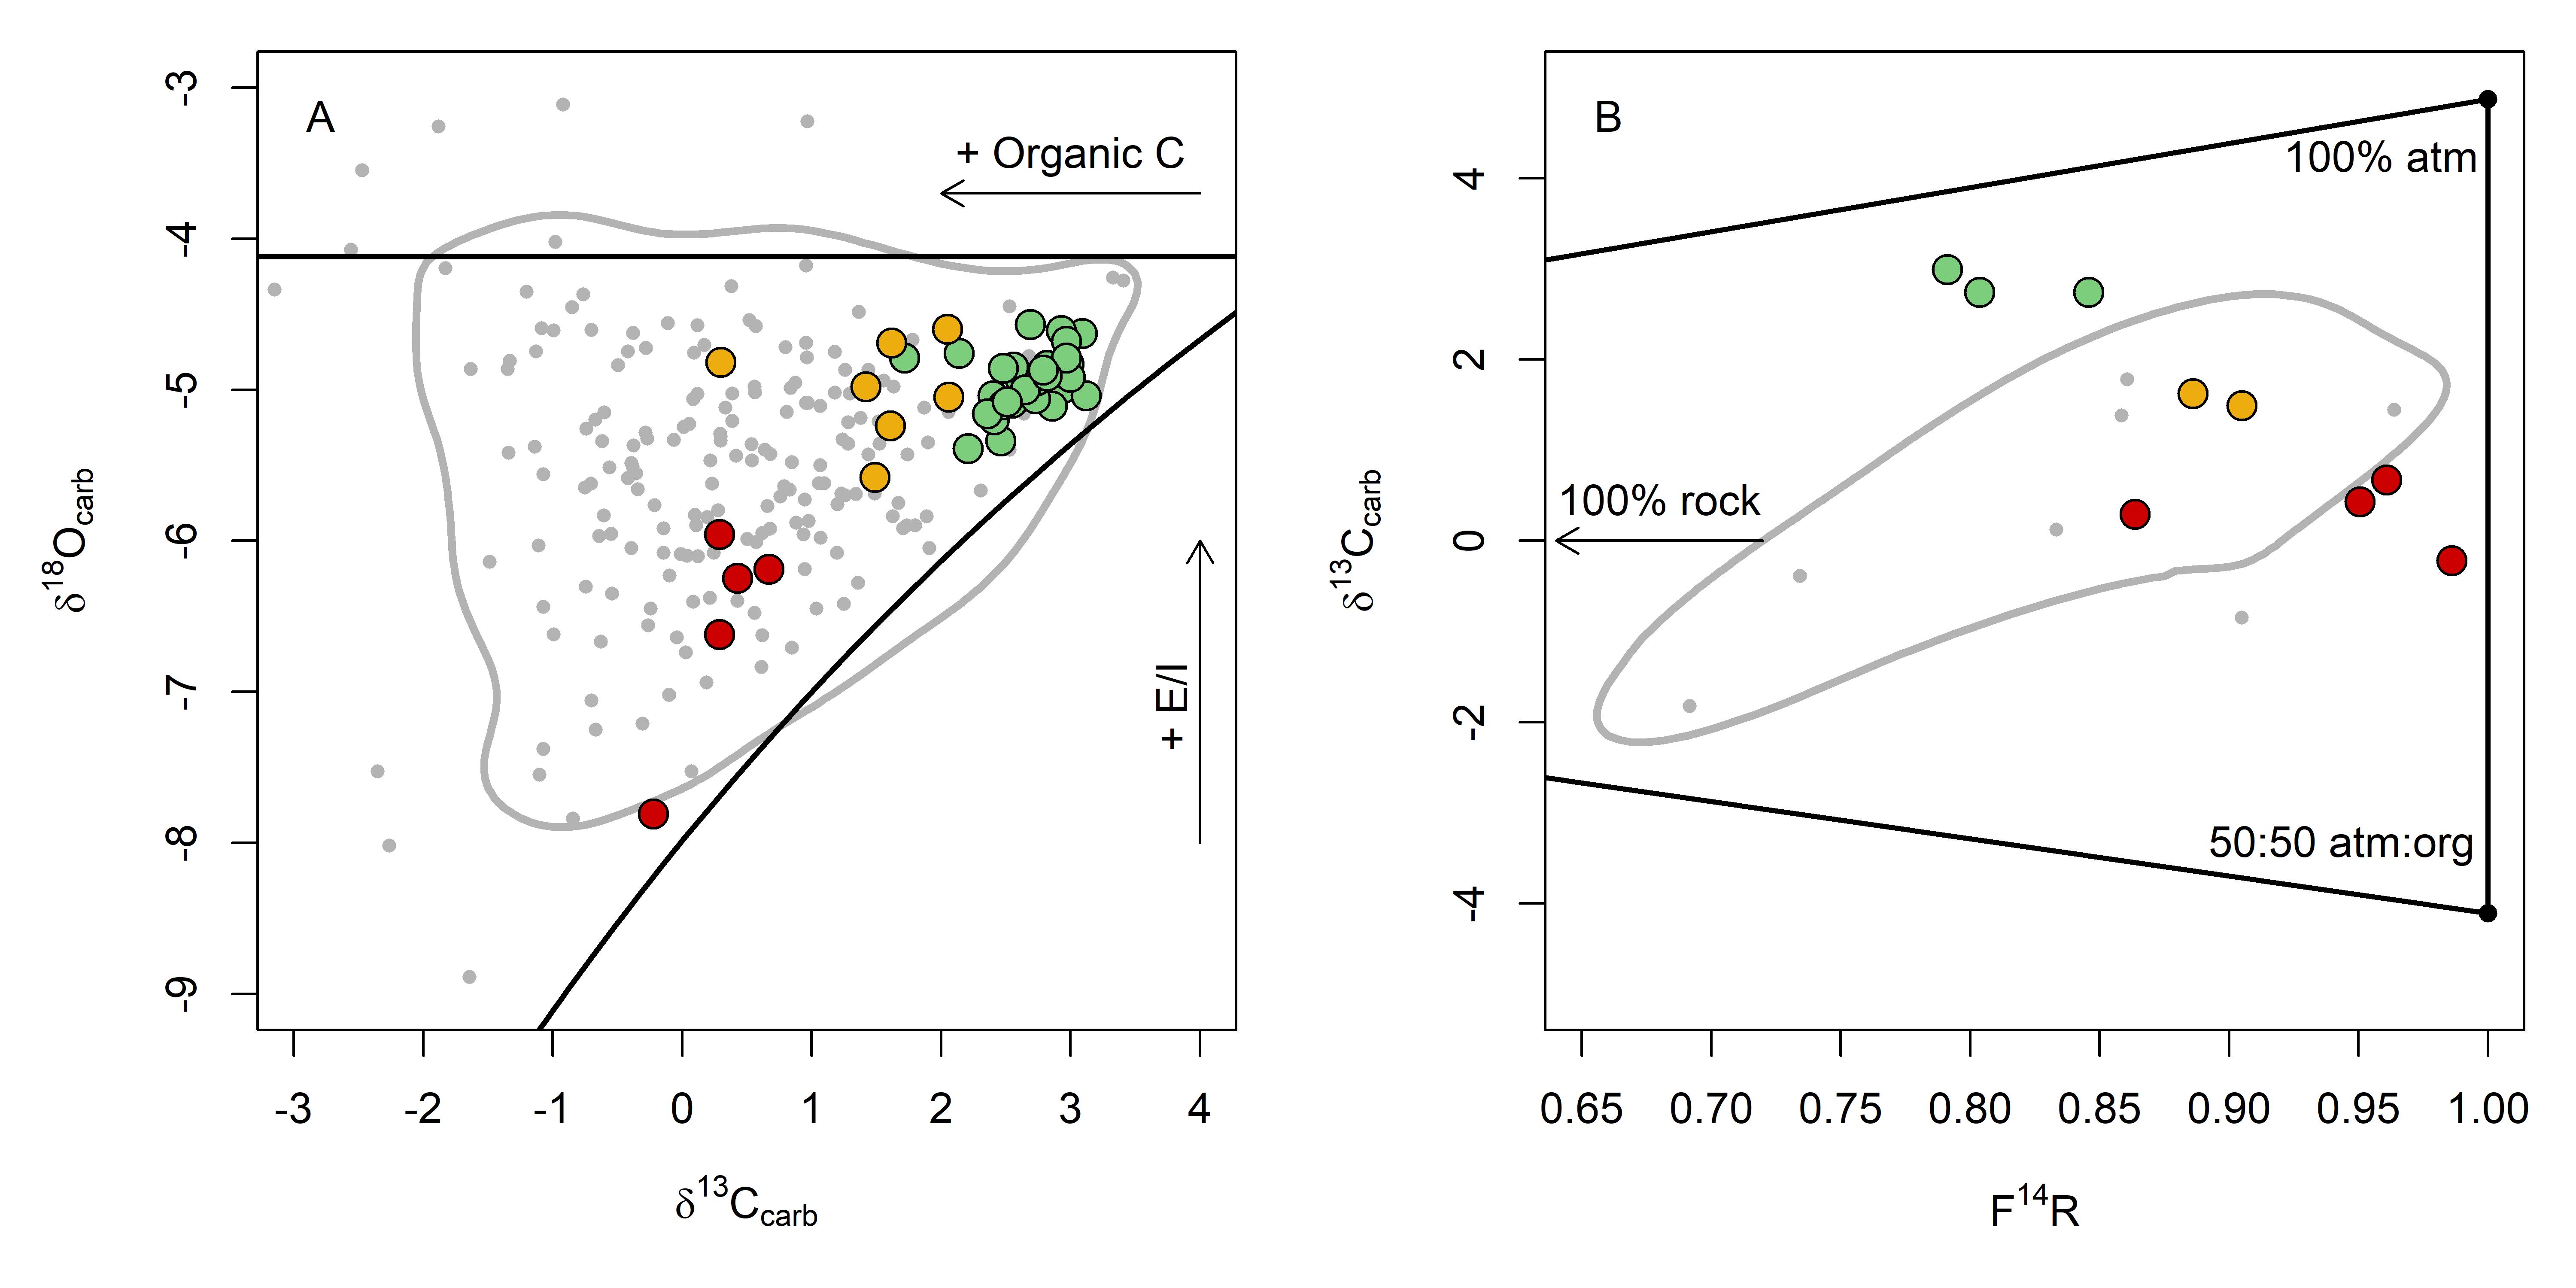 A
+ Organic C
+ E/I
-3
-4
-5
-6
-7
-8
-9
δ18Ocarb
-3 -2 -1 0 1 2 3 4
δ13Ccarb
B
100% atm
100% rock
50:50 atm:org
4
2
0
-2
-4
δ13Ccarb
0.65 0.70 0.75 0.80 0.85 0.90 0.95 1.00
F14R